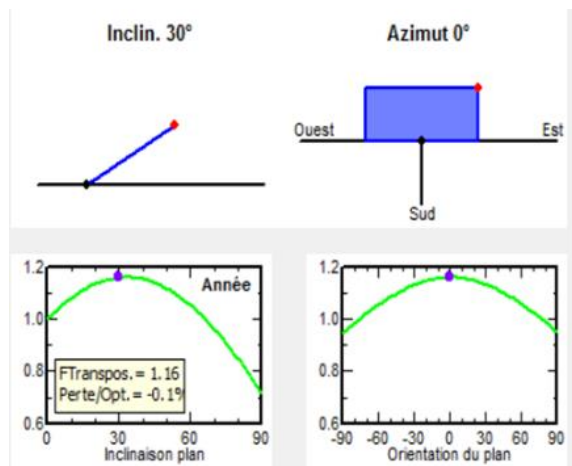 Inclin. 30°
Azimut 0°
Ouest
Est
Sud
1.2
1.0
0.8
0.6
Année
FTranspos.= 1.16
Perte/Opt.= -0.1%
0
30
60
90
Inclinaison plan
1.2
1.0
0.8
0.6
-90
-60
-30
0
30
60
90
Orientation du plan